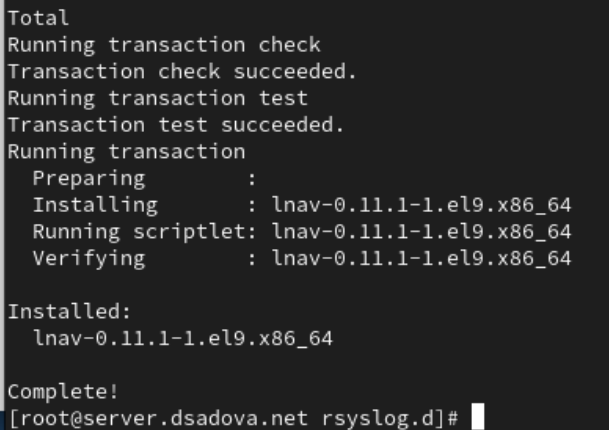 Total
Running transaction check
Transaction check succeeded.
Running transaction test
Transaction test succeeded.
Running transaction
  Preparing        :
  Installing       : lnav-0.11.1-1.el9.x86_64
  Running scriptlet: lnav-0.11.1-1.el9.x86_64
  Verifying        : lnav-0.11.1-1.el9.x86_64

Installed:
  lnav-0.11.1-1.el9.x86_64

Complete!
[root@server.dsadova.net rsyslog.d]#